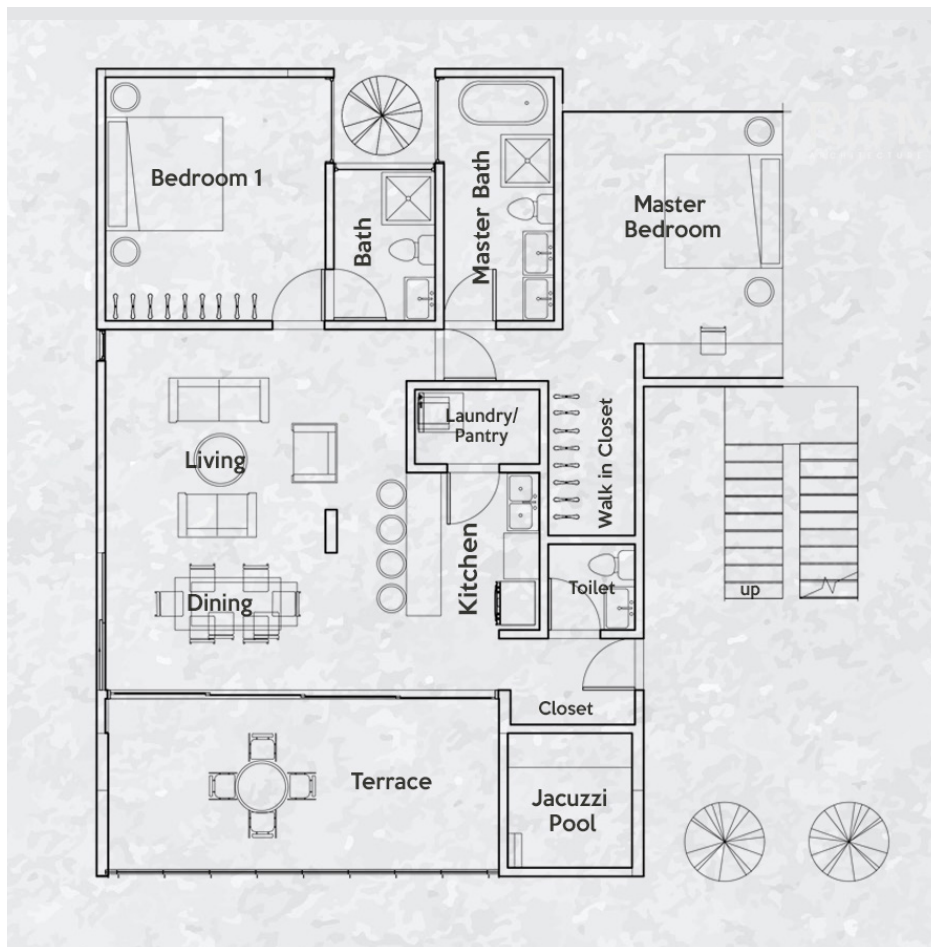 Bedroom 1
Bath
Master Bath
Master
Bedroom
Laundry/
Pantry
Living
Walk in Closet
Kitchen
Toilet
Dining
up
Closet
Terrace
Jacuzzi
Pool